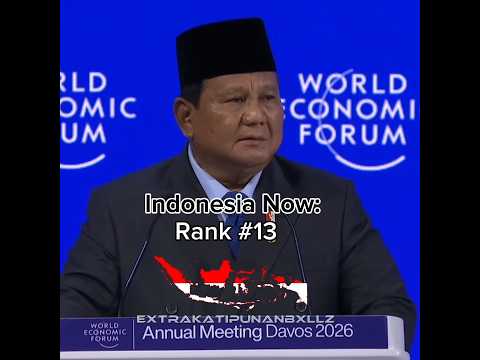 WORLD
ECONOMIC
FORUM
WORLD
ECONOMIC
FORUM
Indonesia Now:
Rank #13
EXTRAKATIPUNANBXLLZ
WORLD
ECONOMIC
FORUM
Annual Meeting Davos 2026